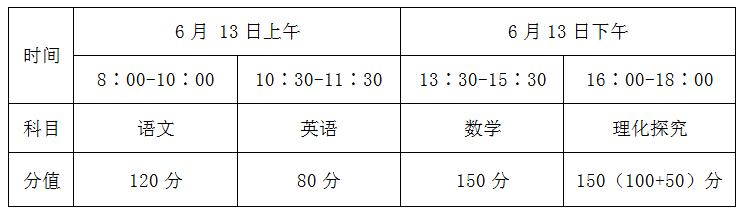 时间 6月 13日上午 6月13日下午
8：00-10：00 10：30-11：30 13：30-15：30 16：00-18：00
科目 语文 英语 数学 理化探究
分值 120分 80分 150分 150（100+50）分